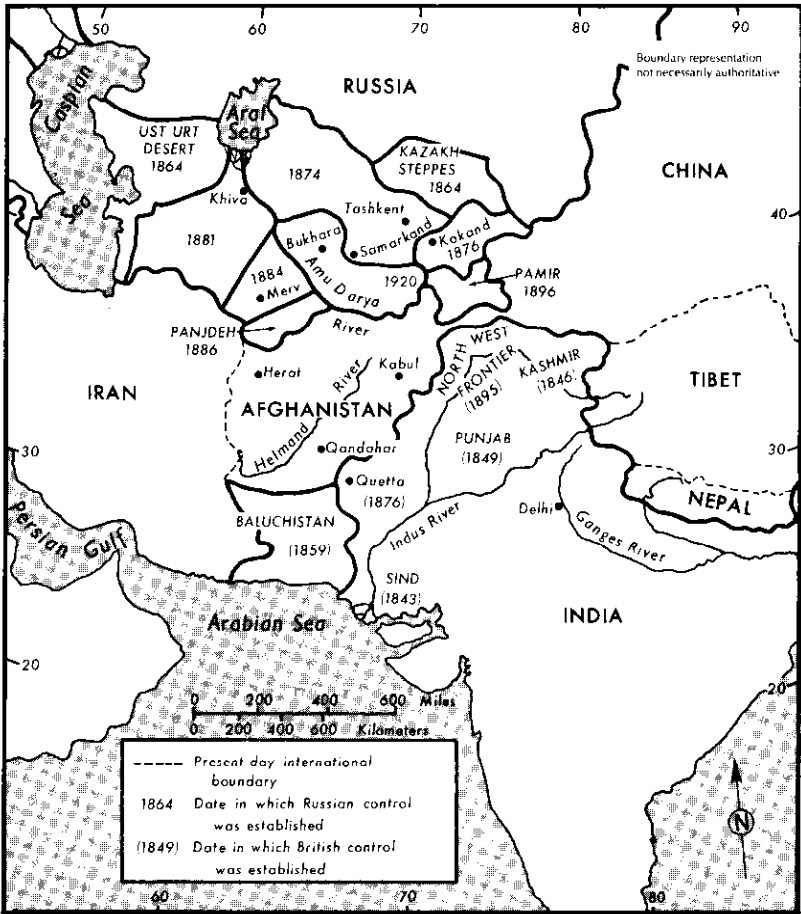 50
60
70
80
90
Boundary representation
not necessarily authoritative
RUSSIA
Caspian
Sea
Aral
Sea
UST URT
DESERT
1864
1874
KAZAKH
STEPPES
1864
CHINA
Khiva
Tashkent
40
40
1881
Bukhara
Samarkand
Kokand
1876
1884
Merv
Amu Darya
River
1920
PAMIR
1896
PANJDEH
1886
NORTH WEST
FRONTIER
(1895)
KASHMIR
(1846)
Herat
Kabul
IRAN
TIBET
AFGHANISTAN
Helmand River
PUNJAB
(1849)
30
30
Qandahar
Quetta
(1876)
NEPAL
Persian Gulf
BALUCHISTAN
(1859)
Indus River
Delhi
Ganges River
SIND
(1843)
INDIA
Arabian Sea
20
20
0 200 400 600 Miles
0 200 400 600 Kilometers
Present day international
boundary
1864 Date in which Russian control
was established
(1849) Date in which British control
was established
N
60
70
80